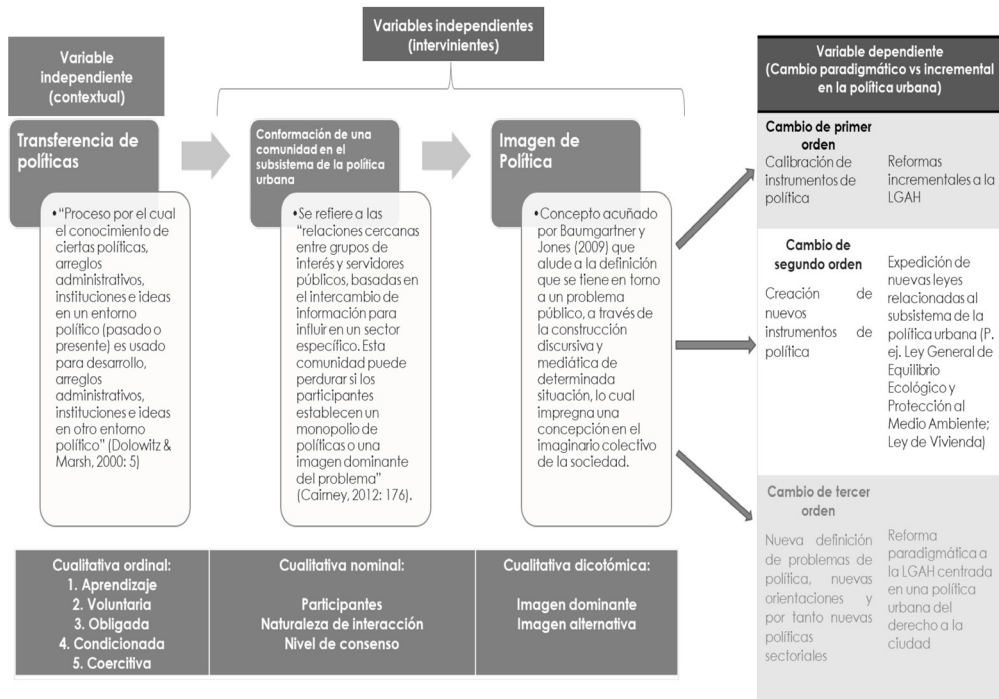 Variable
independiente
(contextual)
Variables independientes
(intervinientes)
Transferencia de
políticas
•“Proceso por el cual
el conocimiento de
ciertas políticas,
arreglos
administrativos,
instituciones e ideas
en un entorno
político (pasado o
presente) es usado
para desarrollo,
arreglos
administrativos,
instituciones e ideas
en otro entorno
político” (Dolowitz &
Marsh, 2000: 5)
Conformación de una
comunidad en el
subsistema de la política
urbana
•Se refiere a las
“relaciones cercanas
entre grupos de
interés y servidores
públicos, basadas en
el intercambio de
información para
influir en un sector
específico. Esta
comunidad puede
perdurar si los
participantes
establecen un
monopolio de
políticas o una
imagen dominante
del problema”
(Cairney, 2012: 176).
Imagen de
Política
•Concepto acuñado
por Baumgartner y
Jones (2009) que
alude a la definición
que se tiene en torno
a un problema
público, a través de
la construcción
discursiva y
mediática de
determinada
situación, lo cual
impregna una
concepción en el
imaginario colectivo
de la sociedad.
Cualitativa ordinal:
1. Aprendizaje
2. Voluntaria
3. Obligada
4. Condicionada
5. Coercitiva
Cualitativa nominal:
Participantes
Naturaleza de interacción
Nivel de consenso
Cualitativa dicotómica:
Imagen dominante
Imagen alternativa
Variable dependiente
(Cambio paradigmático vs incremental
en la política urbana)
Cambio de primer
orden
Calibración de
instrumentos de
política
Reformas
incrementales a la
LGAH
Cambio de
segundo orden
Creación de
nuevos
instrumentos de
política
Expedición de
nuevas leyes
relacionadas al
subsistema de la
política urbana (P.
ej. Ley General de
Equilibrio
Ecológico y
Protección al
Medio Ambiente;
Ley de Vivienda)
Cambio de tercer
orden
Nueva definición
de problemas de
política, nuevas
orientaciones y
por tanto nuevas
políticas
sectoriales
Reforma
paradigmática a
la LGAH centrada
en una política
urbana del
derecho a la
ciudad